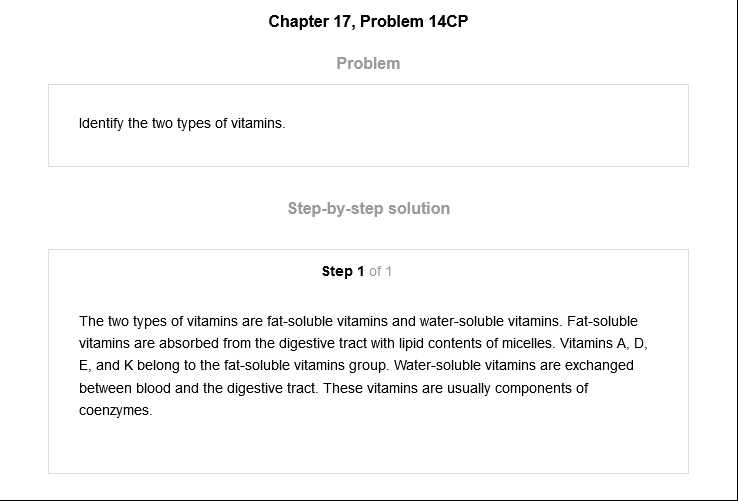 Chapter 17, Problem 14CP
Problem
Identify the two types of vitamins.
Step-by-step solution
Step 1 of 1
The two types of vitamins are fat-soluble vitamins and water-soluble vitamins. Fat-soluble
vitamins are absorbed from the digestive tract with lipid contents of micelles. Vitamins A, D,
E, and K belong to the fat-soluble vitamins group. Water-soluble vitamins are exchanged
between blood and the digestive tract. These vitamins are usually components of
coenzymes.